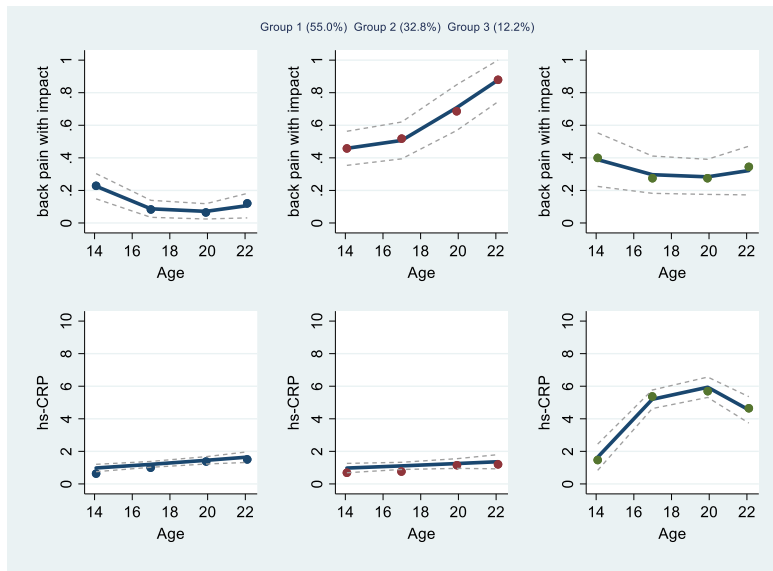 Group 1 (55.0%) Group 2 (32.8%) Group 3 (12.2%)
back pain with impact
0 .2 .4 .6 .8 1
14 16 18 20 22
Age
back pain with impact
0 .2 .4 .6 .8 1
14 16 18 20 22
Age
back pain with impact
0 .2 .4 .6 .8 1
14 16 18 20 22
Age
hs-CRP
0 2 4 6 8 10
14 16 18 20 22
Age
hs-CRP
0 2 4 6 8 10
14 16 18 20 22
Age
hs-CRP
0 2 4 6 8 10
14 16 18 20 22
Age